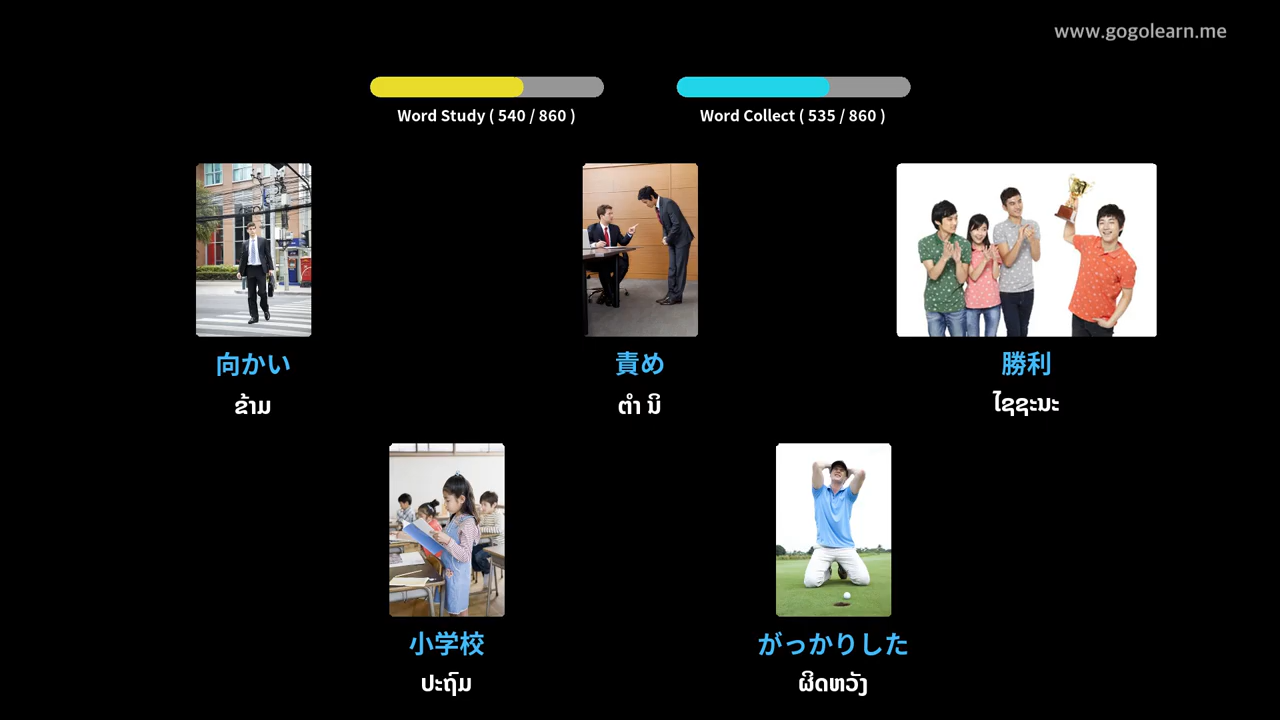 www.gogolearn.me
Word Study ( 540 / 860 )
Word Collect ( 535 / 860 )
向かい
ຂ້າມ
責め
ຕຳ ນິ
勝利
ໄຊຊະນະ
小学校
ປະຖົມ
がっかりした
ຜິດຫວັງ